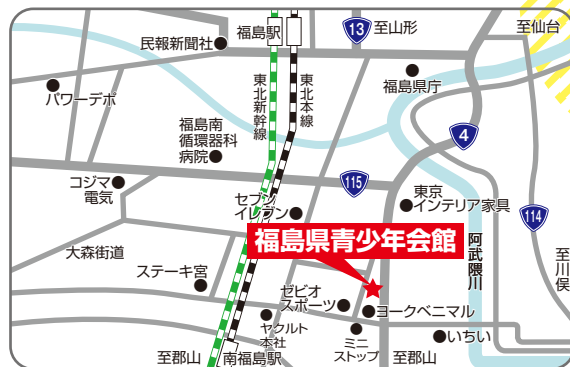 福島駅
13
至山形
至仙台
民報新聞社
福島県庁
パワーデポ
東北新幹線
東北本線
福島南
循環器科
病院
4
コジマ
電気
115
東京
インテリア家具
セブン
イレブン
114
福島県青少年会館
大森街道
阿武隈川
至川俣
ステーキ宮
ゼビオ
スポーツ
ヨークベニマル
ヤクルト
本社
ミニ
ストップ
いちい
至郡山
南福島駅
至郡山